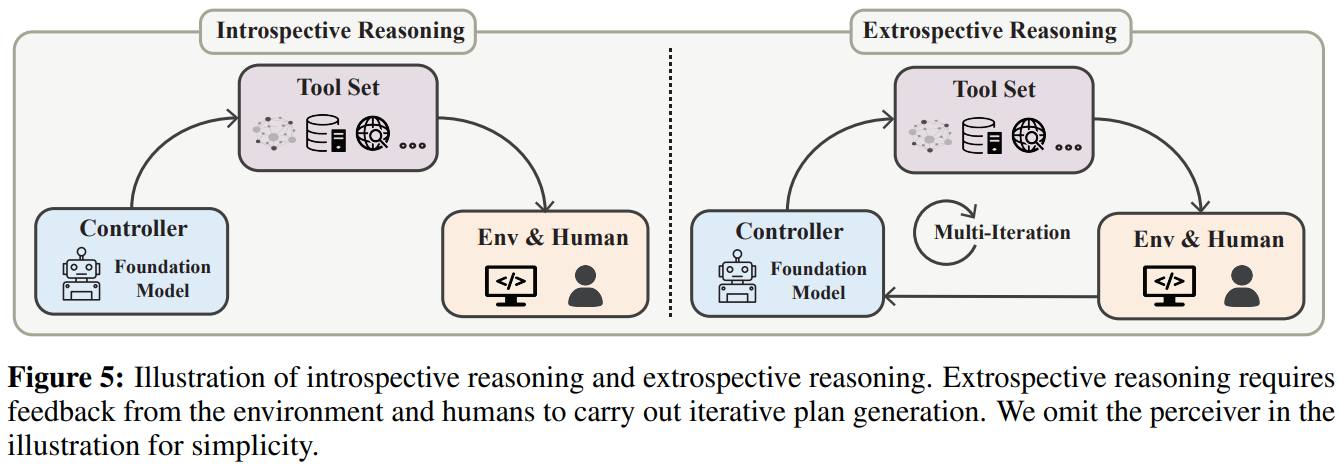 Introspective Reasoning
Tool Set
Controller
Foundation
Model
Env & Human
</>
Extrospective Reasoning
Tool Set
Controller
Foundation
Model
Multi-Iteration
Env & Human
</>
Figure 5: Illustration of introspective reasoning and extrospective reasoning. Extrospective reasoning requires
feedback from the environment and humans to carry out iterative plan generation. We omit the perceiver in the
illustration for simplicity.